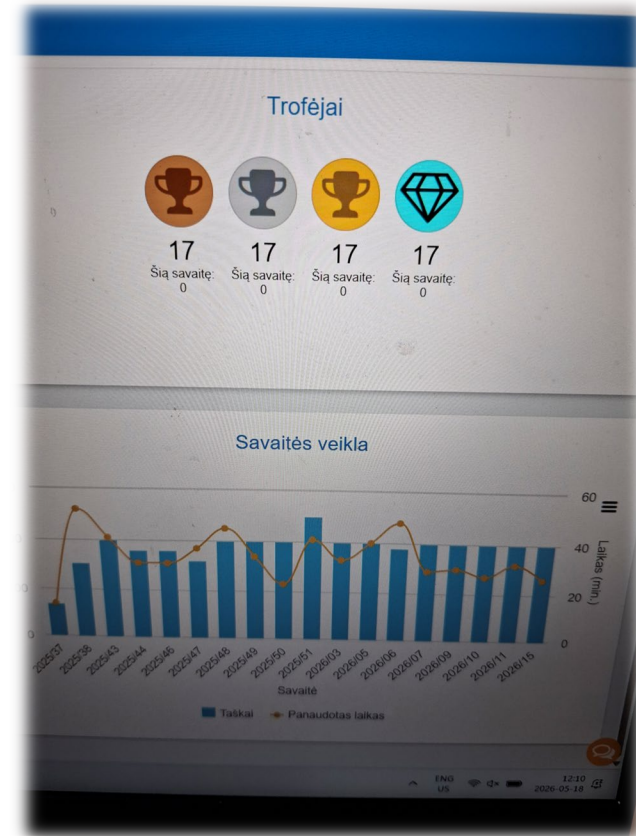 Trofėjai
17 17 17 17
Šią savaitę: Šią savaitę: Šią savaitę: Šią savaitę:
0 0 0 0
Savaitės veikla
60
40
20
0
0
Laikas (min.)
2025/37 2025/38 2025/43 2025/44 2025/46 2025/47 2025/48 2025/49 2025/50 2025/51 2026/03 2026/05 2026/06 2026/07 2026/09 2026/10 2026/11 2026/15
Savaitė
Taškai Panaudotas laikas
ENG 12:10
US 2026-05-18